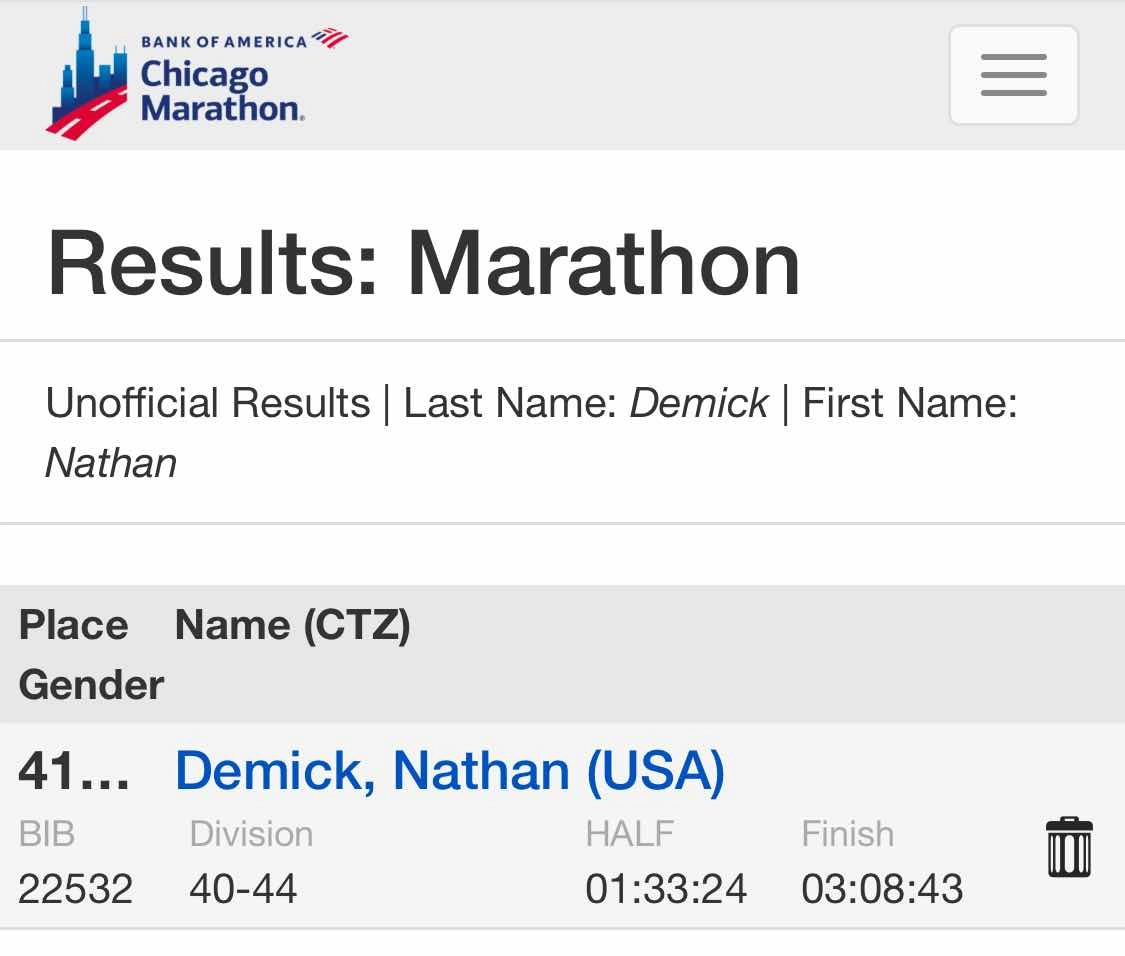 BANK OF AMERICA
Chicago
Marathon.
Results: Marathon
Unofficial Results | Last Name: Demick | First Name:
Nathan
Place Name (CTZ)
Gender
41... Demick, Nathan (USA)
BIB Division HALF Finish
22532 40-44 01:33:24 03:08:43